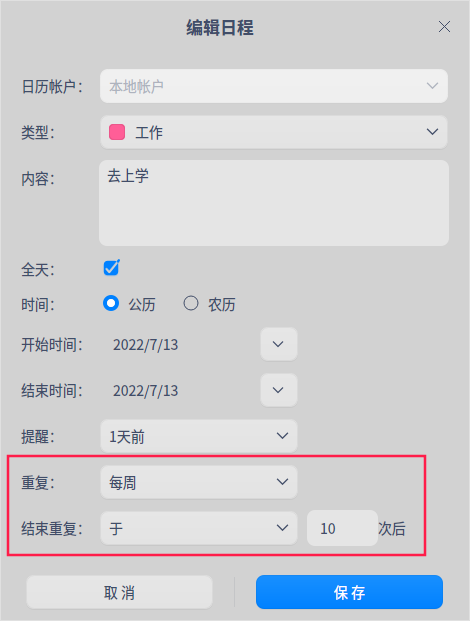 编辑日程
日历帐户： 本地帐户
类型： 工作
内容： 去上学
全天：
时间： 公历 农历
开始时间： 2022/7/13
结束时间： 2022/7/13
提醒： 1天前
重复： 每周
结束重复： 于 10 次后
取消 保存